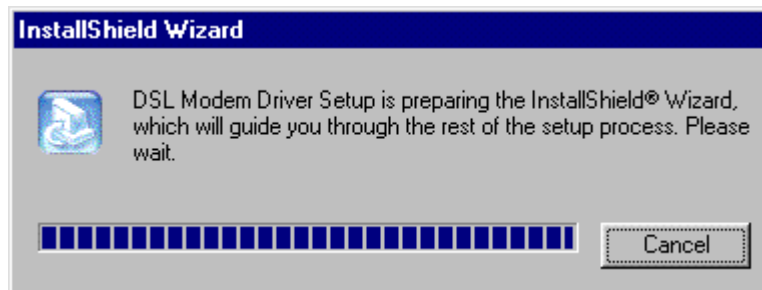 InstallShield Wizard
DSL Modem Driver Setup is preparing the InstallShield® Wizard,
which will guide you through the rest of the setup process. Please
wait.
Cancel